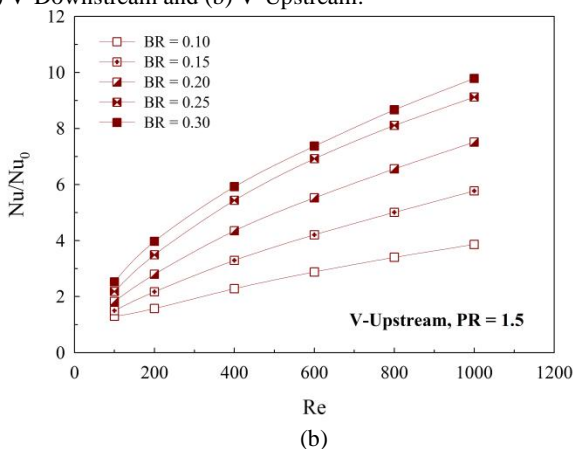 ) V-Downstream and (b) V-Upstream.
12
10
8
6
4
2
0
Nu/Nu0
BR = 0.10
BR = 0.15
BR = 0.20
BR = 0.25
BR = 0.30
V-Upstream, PR = 1.5
0 200 400 600 800 1000 1200
Re
(b)